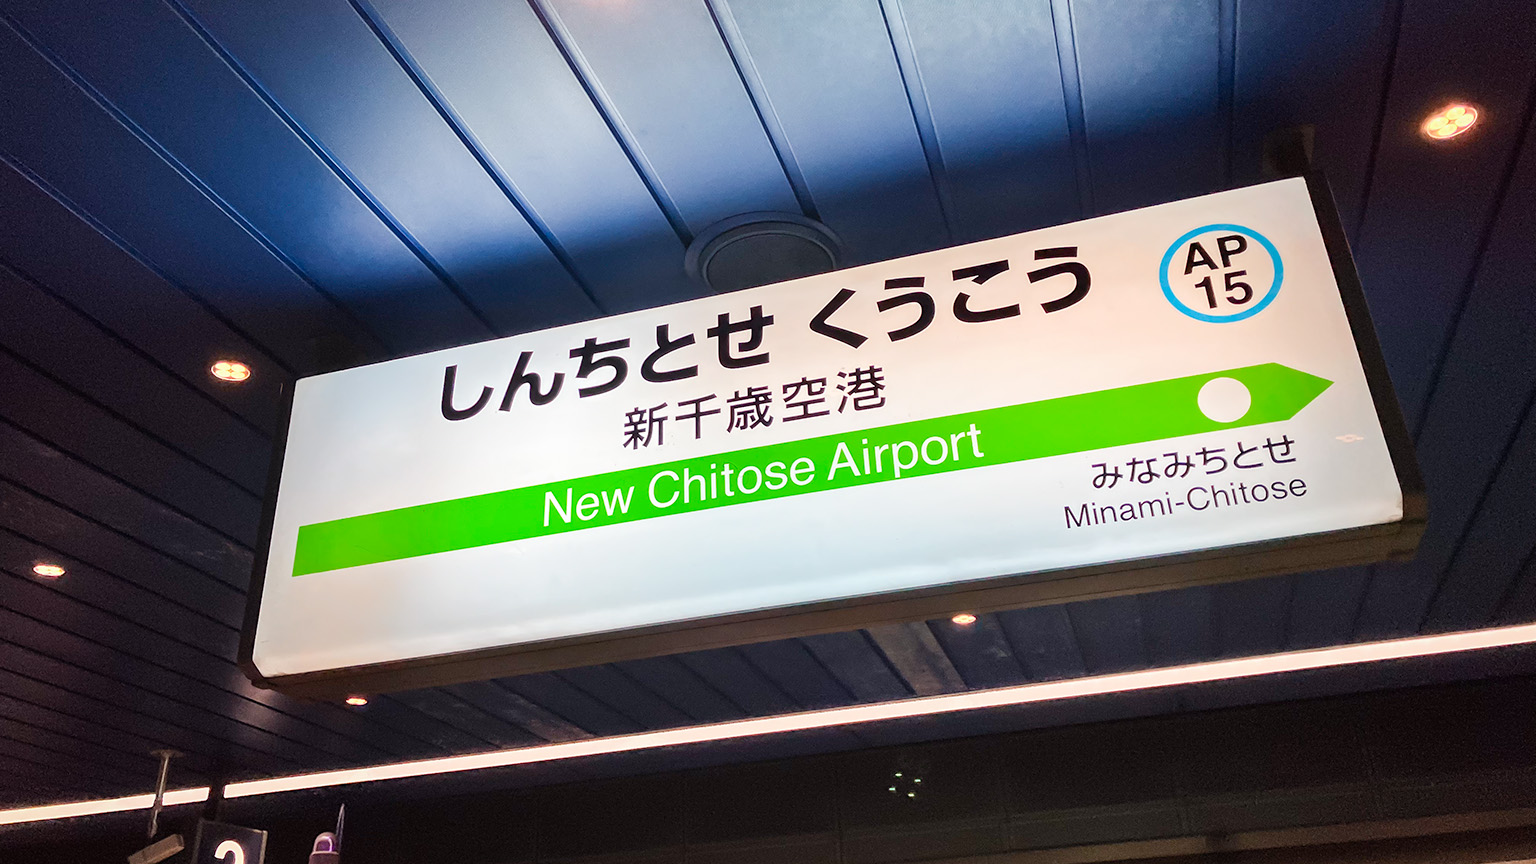 しんちとせ くうこう
AP
15
新千歳空港
New Chitose Airport
みなみちとせ
Minami-Chitose